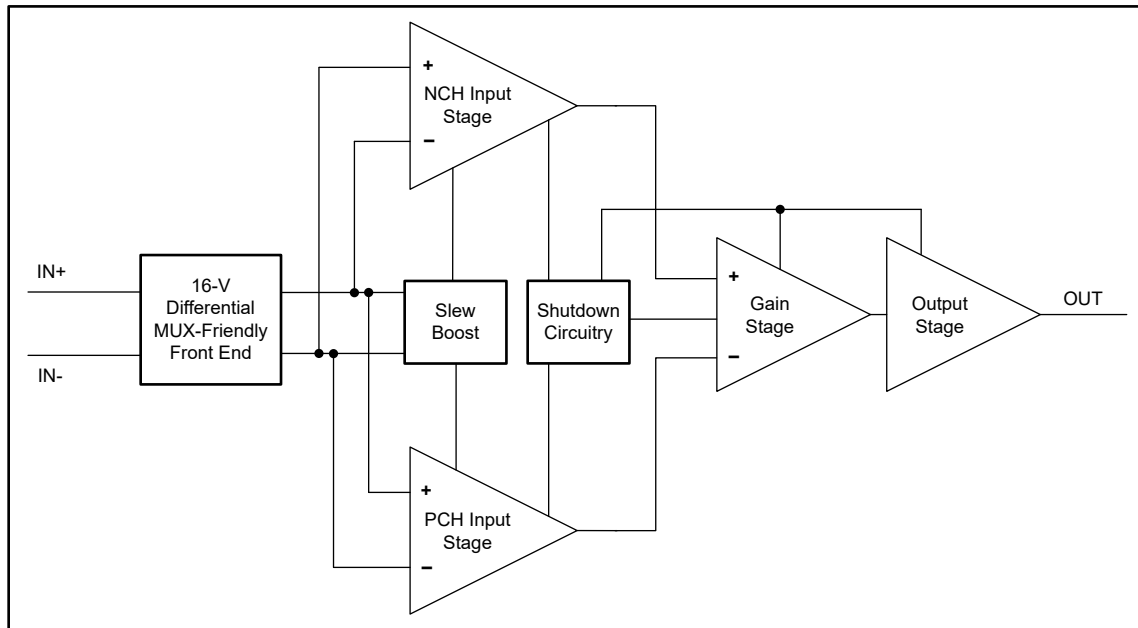 +
NCH Input
Stage
−
IN+
16-V
Differential
MUX-Friendly
Front End
IN-
Slew
Boost
Shutdown
Circuitry
+
Gain
Stage
−
Output
Stage
OUT
+
PCH Input
Stage
−